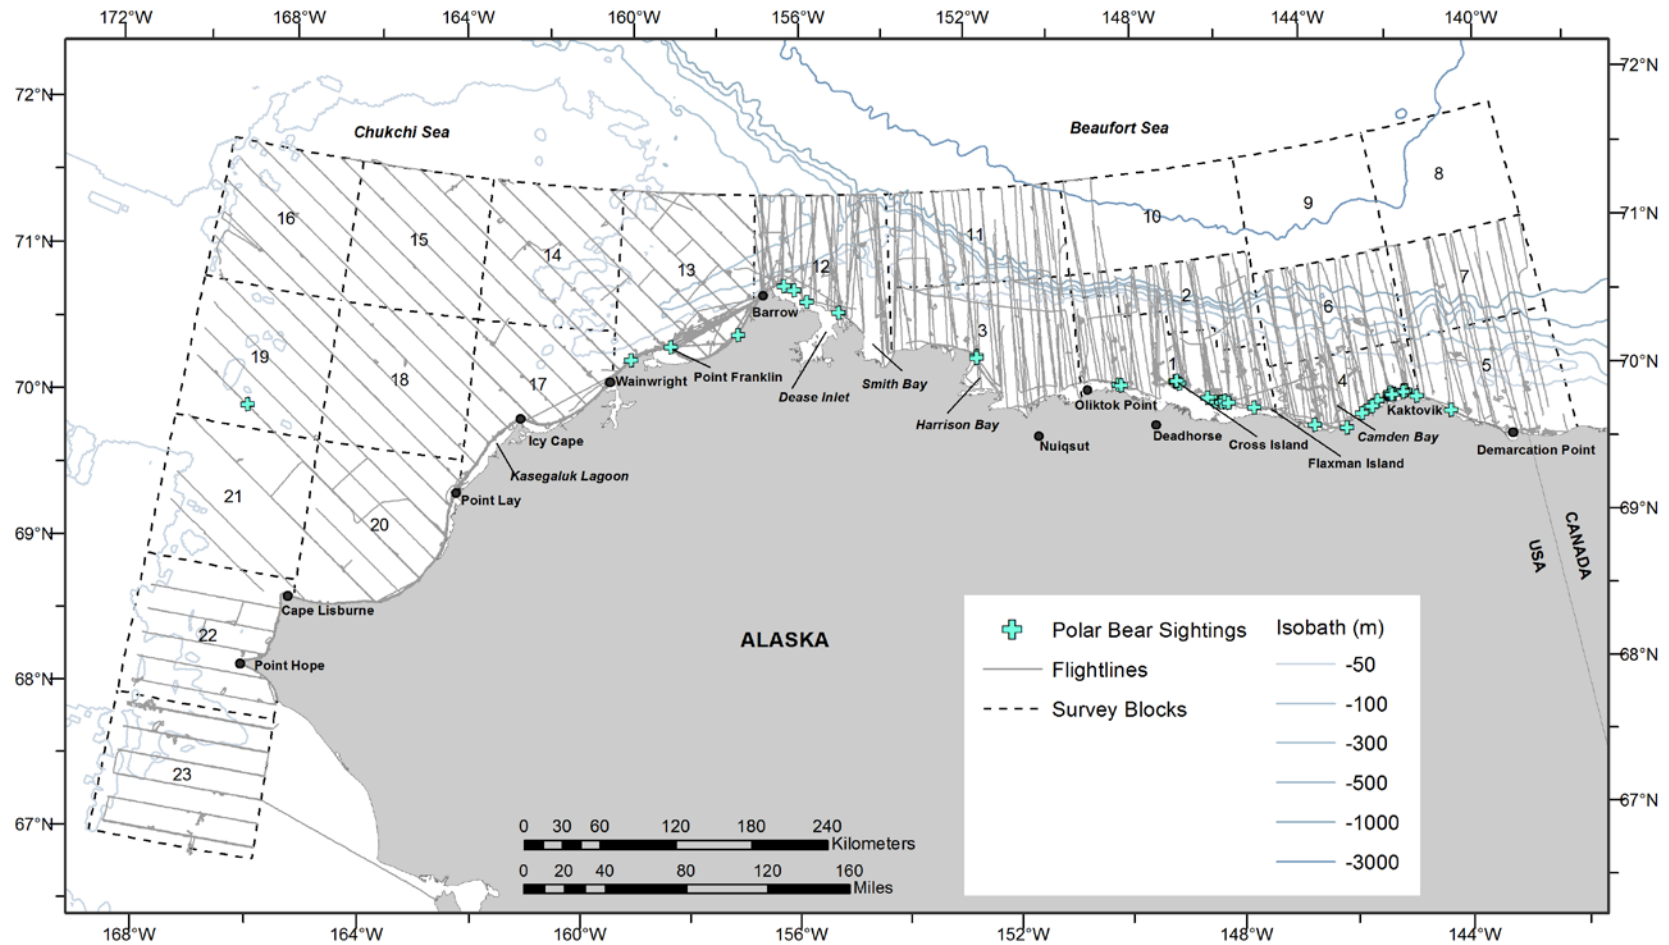 172°W 168°W 164°W 160°W 156°W 152°W 148°W 144°W 140°W
72°N 72°N
Chukchi Sea
Beaufort Sea
8
9
16
10
71°N 71°N
15
11
14
13
12
7
2
6
3
19
70°N 70°N
18
17
1
5
4
Barrow
Wainwright
Point Franklin
Dease Inlet
Smith Bay
Harrison Bay
Oliktok Point
Kaktovik
Icy Cape
Nuiqsut
Deadhorse
Cross Island
Camden Bay
Flaxman Island
Demarcation Point
Kasegaluk Lagoon
21
Point Lay
69°N 69°N
20
USA
CANADA
Cape Lisburne
22
Point Hope
68°N 68°N
ALASKA
Polar Bear Sightings
Flightlines
Survey Blocks
Isobath (m)
-50
-100
-300
-500
-1000
-3000
23
67°N 67°N
0 30 60 120 180 240
Kilometers
0 20 40 80 120 160
Miles
168°W 164°W 160°W 156°W 152°W 148°W 144°W 140°W